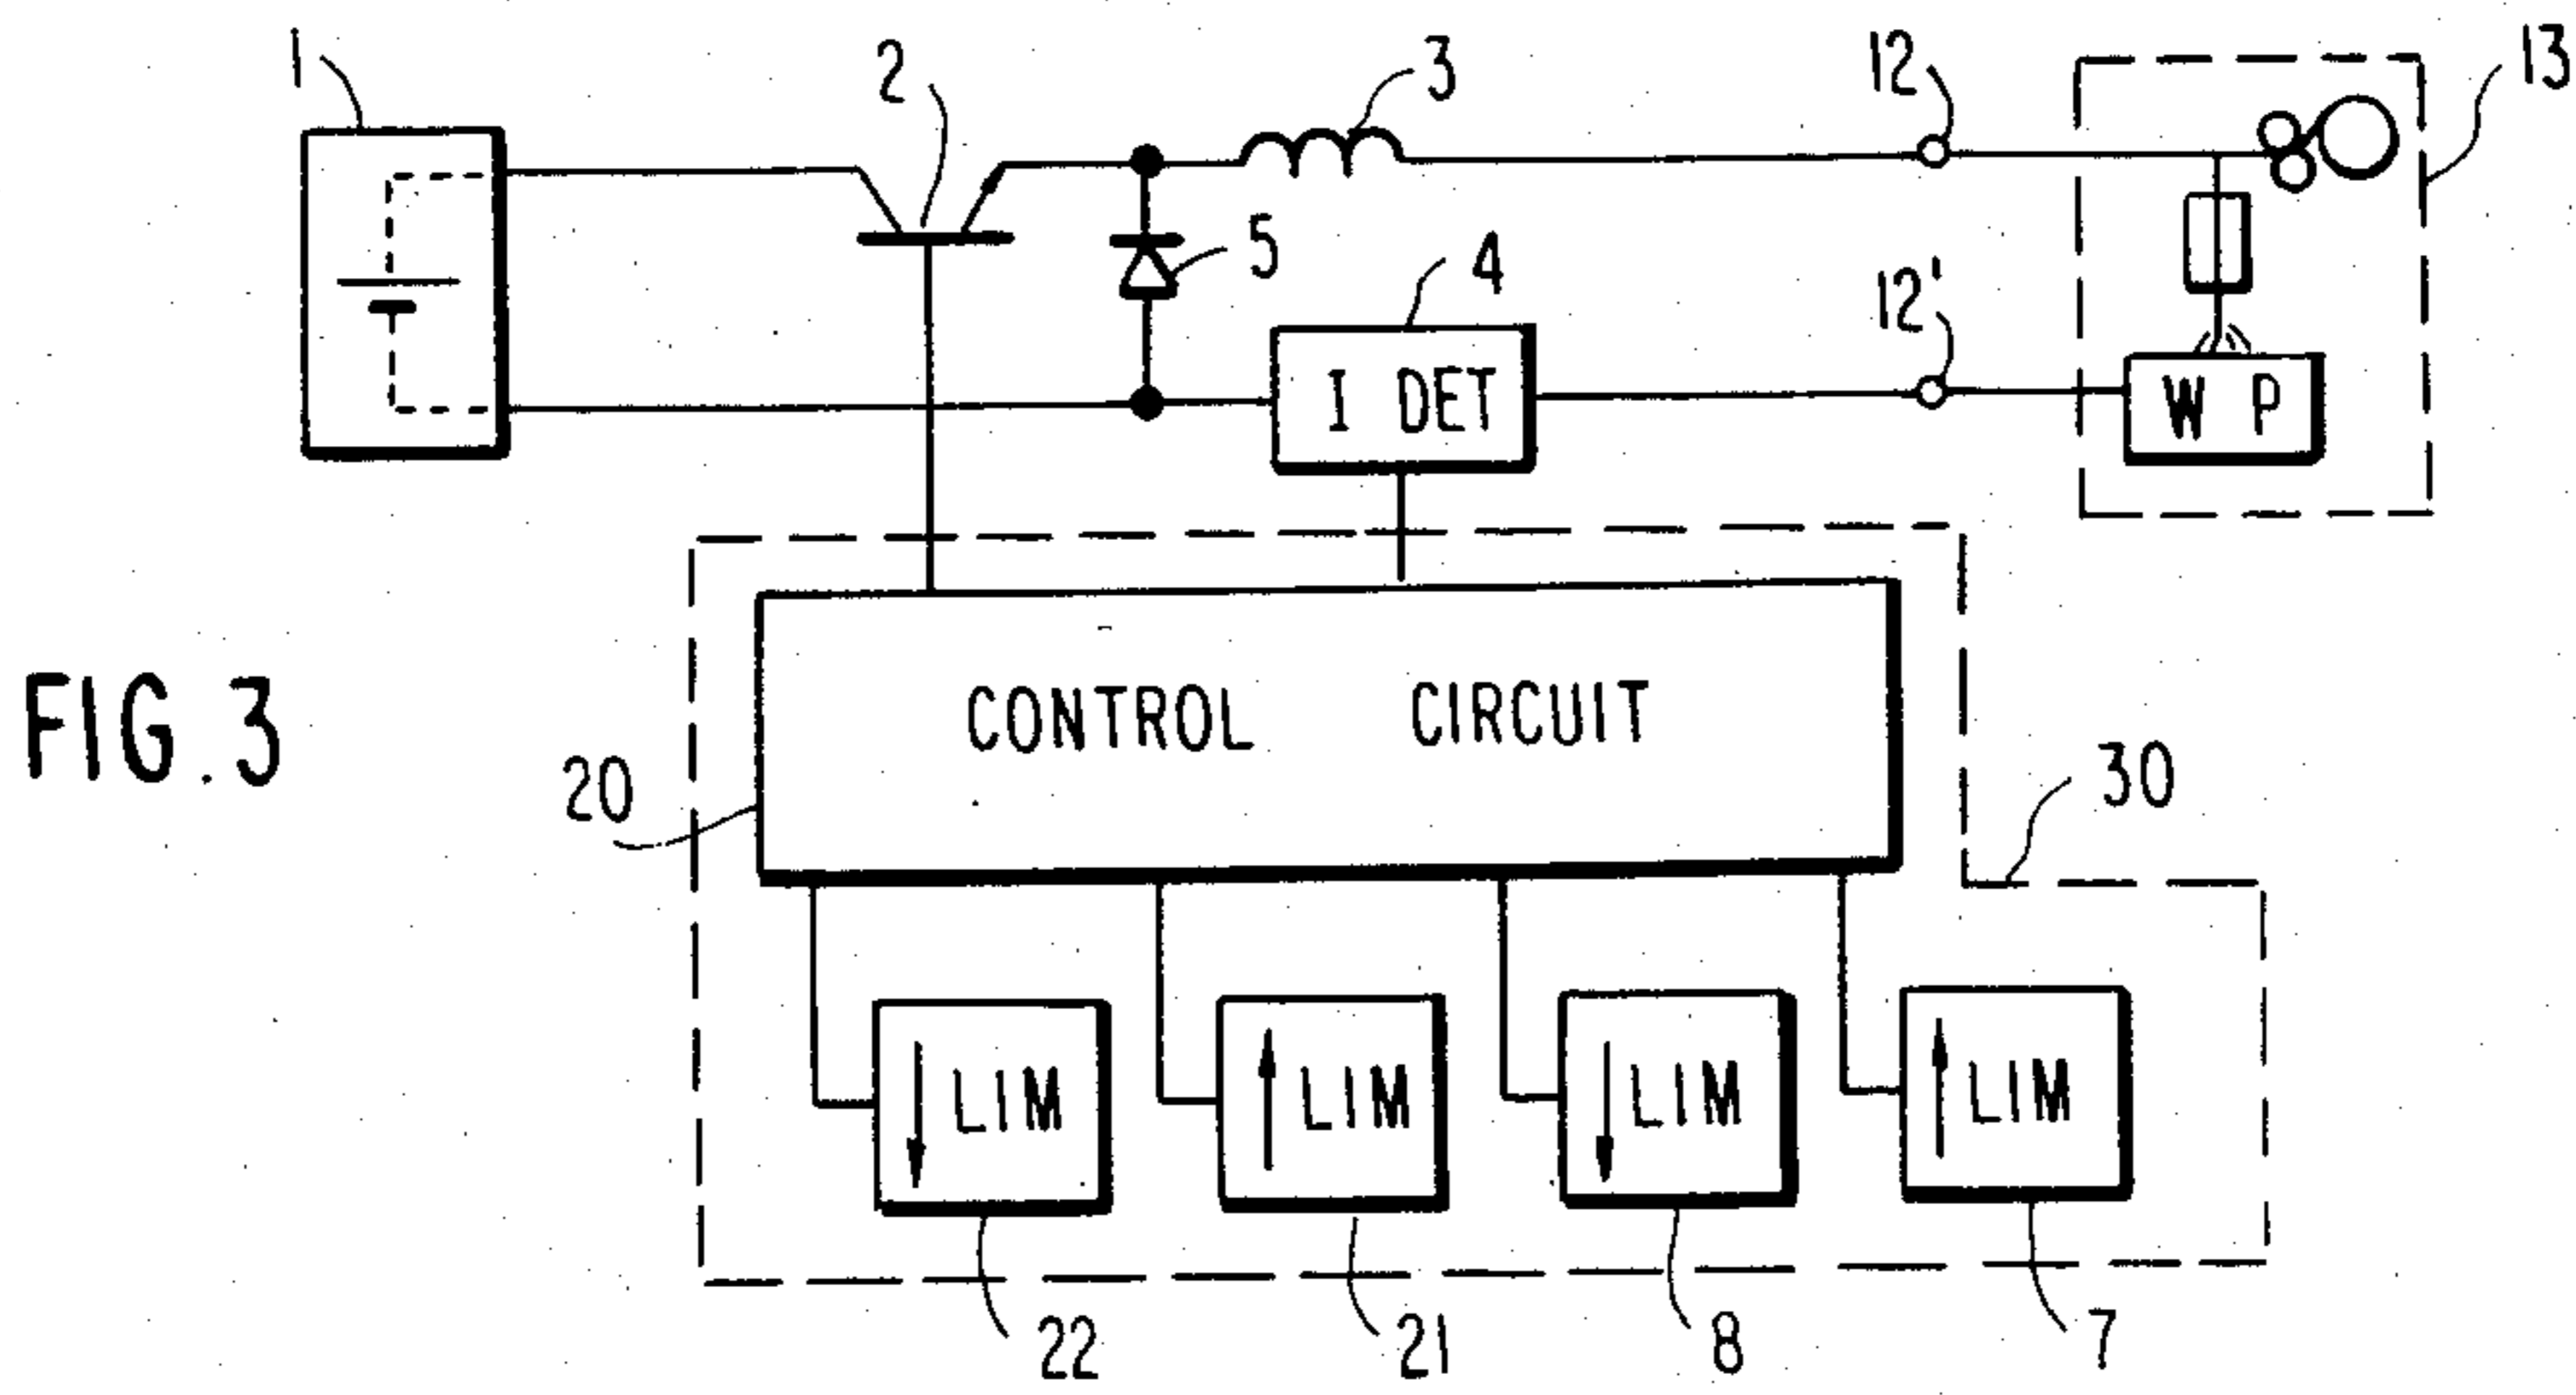 1
2
3
12
13
5
4
12'
I DET
W P
FIG.3
CONTROL CIRCUIT
20
30
↓ LIM
↑ LIM
↓ LIM
↑ LIM
22
21
8
7